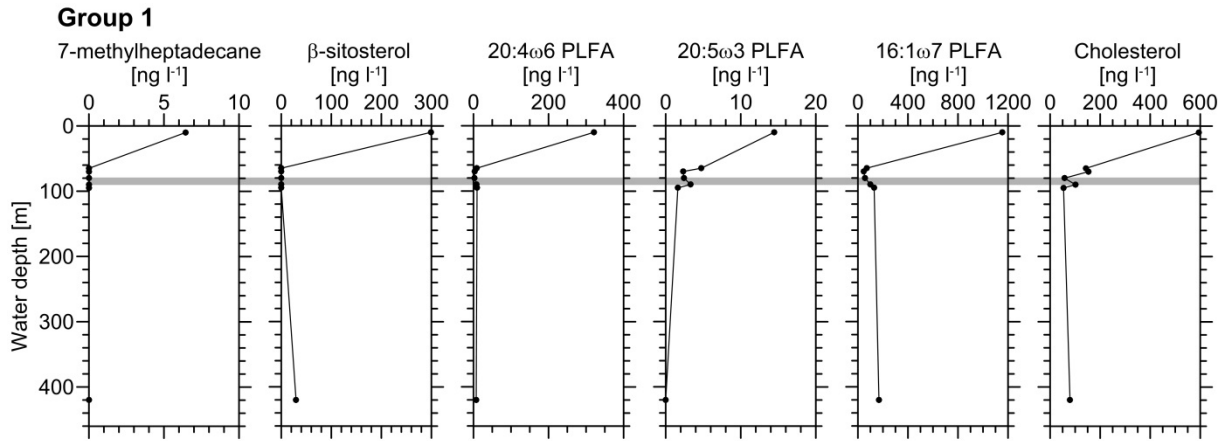 Group 1
7-methylheptadecane β-sitosterol 20:4ω6 PLFA 20:5ω3 PLFA 16:1ω7 PLFA Cholesterol
[ng l⁻¹] [ng l⁻¹] [ng l⁻¹] [ng l⁻¹] [ng l⁻¹] [ng l⁻¹]
0 5 10 0 100 200 300 0 200 400 0 10 20 0 400 800 1200 0 200 400 600
0
100
200
300
400
Water depth [m]